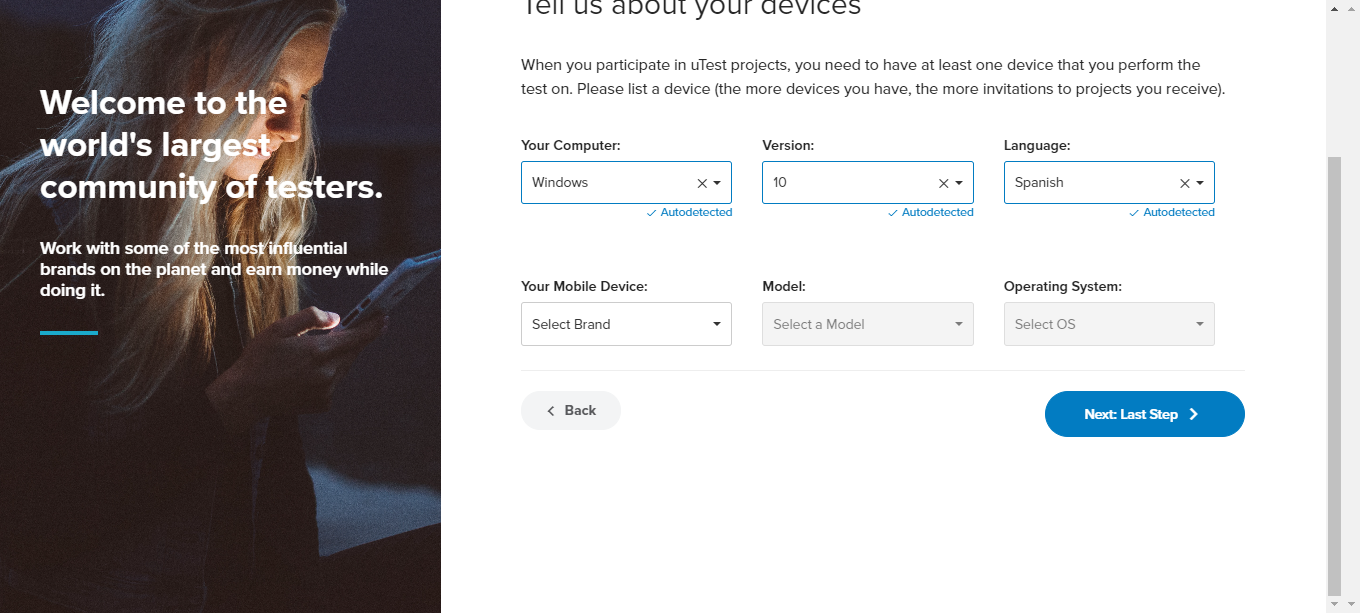 Tell us about your devices
Welcome to the
world's largest
community of testers.
Work with some of the most influential
brands on the planet and earn money while
doing it.
When you participate in uTest projects, you need to have at least one device that you perform the
test on. Please list a device (the more devices you have, the more invitations to projects you receive).
Your Computer: Version: Language:
Windows 10 Spanish
Autodetected Autodetected Autodetected
Your Mobile Device: Model: Operating System:
Select Brand Select a Model Select OS
Back Next: Last Step